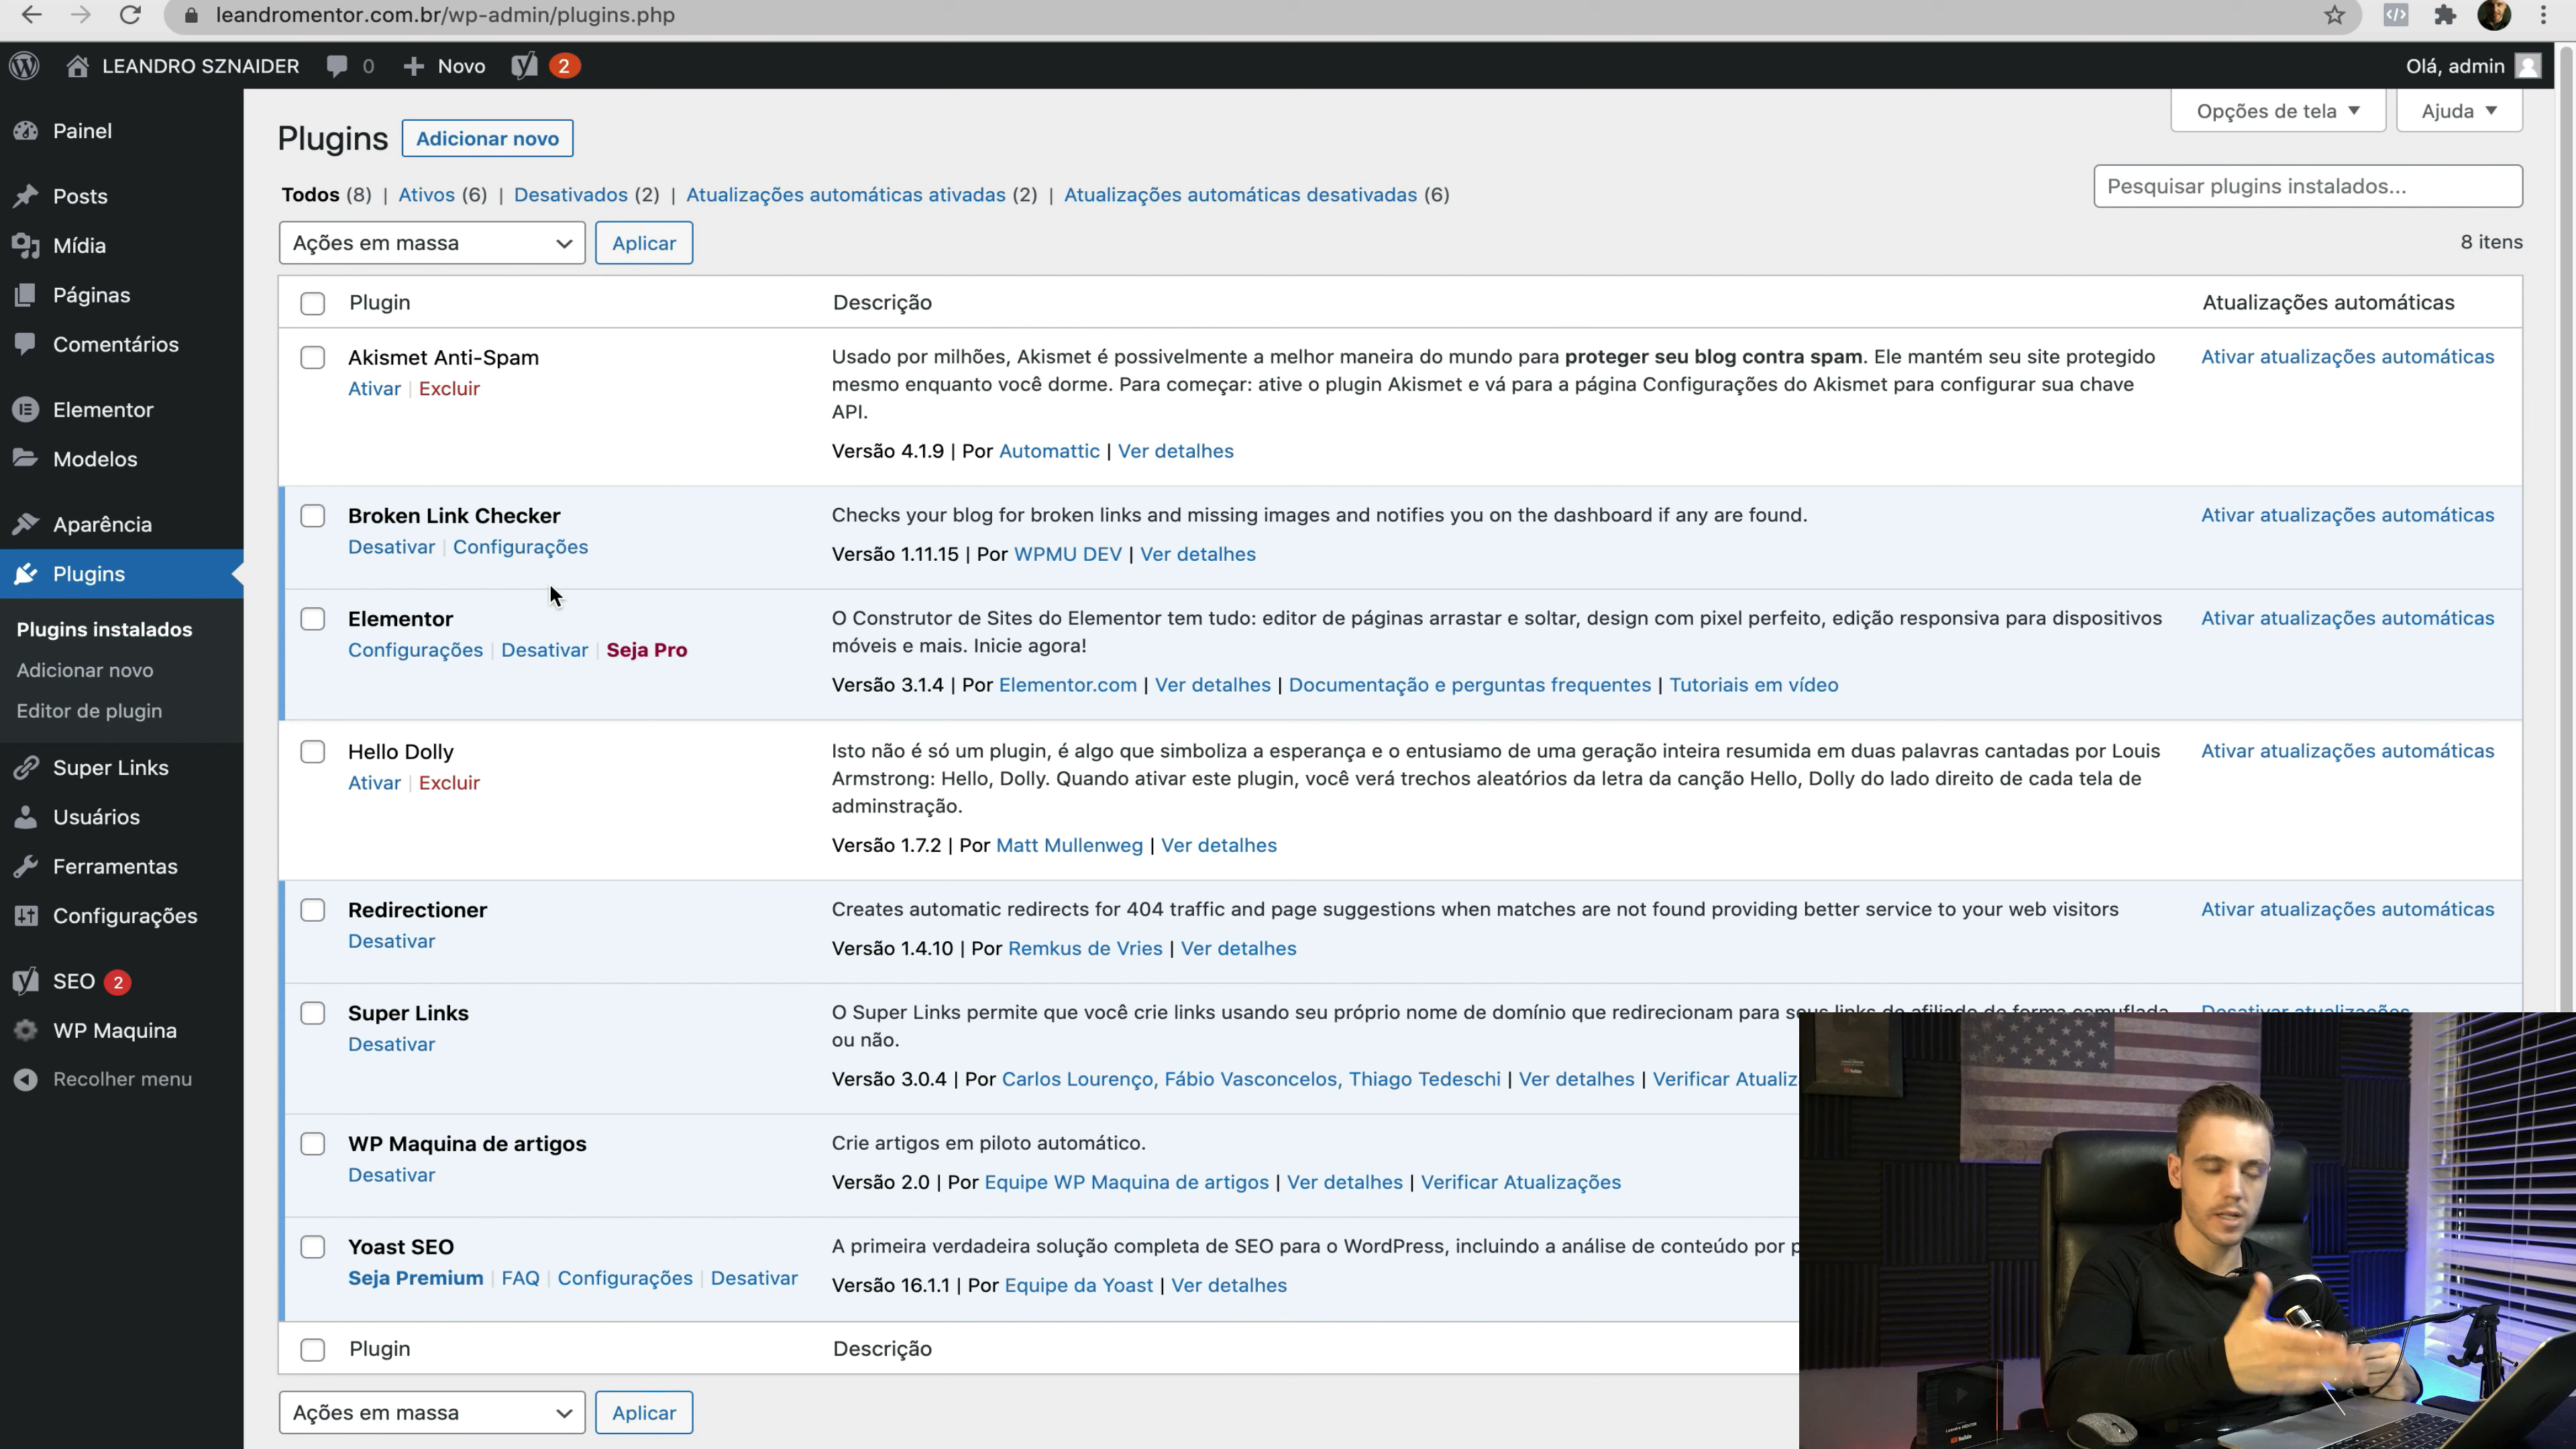 leandromentor.com.br/wp-admin/plugins.php
LEANDRO SZNAIDER 0 Novo 2 Olá, admin
Opções de tela Ajuda
Painel
Posts
Mídia
Páginas
Comentários
Elementor
Modelos
Aparência
Plugins
Plugins instalados
Adicionar novo
Editor de plugin
Super Links
Usuários
Ferramentas
Configurações
SEO 2
WP Maquina
Recolher menu
Plugins Adicionar novo
Todos (8) | Ativos (6) | Desativados (2) | Atualizações automáticas ativadas (2) | Atualizações automáticas desativadas (6)
Pesquisar plugins instalados...
Ações em massa Aplicar
8 itens
Plugin Descrição Atualizações automáticas
Akismet Anti-Spam
Ativar | Excluir
Usado por milhões, Akismet é possivelmente a melhor maneira do mundo para proteger seu blog contra spam. Ele mantém seu site protegido
mesmo enquanto você dorme. Para começar: ative o plugin Akismet e vá para a página Configurações do Akismet para configurar sua chave
API.
Versão 4.1.9 | Por Automattic | Ver detalhes
Ativar atualizações automáticas
Broken Link Checker
Desativar | Configurações
Checks your blog for broken links and missing images and notifies you on the dashboard if any are found.
Versão 1.11.15 | Por WPMU DEV | Ver detalhes
Ativar atualizações automáticas
Elementor
Configurações | Desativar | Seja Pro
O Construtor de Sites do Elementor tem tudo: editor de páginas arrastar e soltar, design com pixel perfeito, edição responsiva para dispositivos
móveis e mais. Inicie agora!
Versão 3.1.4 | Por Elementor.com | Ver detalhes | Documentação e perguntas frequentes | Tutoriais em vídeo
Ativar atualizações automáticas
Hello Dolly
Ativar | Excluir
Isto não é só um plugin, é algo que simboliza a esperança e o entusiamo de uma geração inteira resumida em duas palavras cantadas por Louis
Armstrong: Hello, Dolly. Quando ativar este plugin, você verá trechos aleatórios da letra da canção Hello, Dolly do lado direito de cada tela de
adminstração.
Versão 1.7.2 | Por Matt Mullenweg | Ver detalhes
Ativar atualizações automáticas
Redirectioner
Desativar
Creates automatic redirects for 404 traffic and page suggestions when matches are not found providing better service to your web visitors
Versão 1.4.10 | Por Remkus de Vries | Ver detalhes
Ativar atualizações automáticas
Super Links
Desativar
O Super Links permite que você crie links usando seu próprio nome de domínio que redirecionam para seus links de afiliado de forma camuflada
ou não.
Versão 3.0.4 | Por Carlos Lourenço, Fábio Vasconcelos, Thiago Tedeschi | Ver detalhes | Verificar Atualiz
Desativar atualizações
WP Maquina de artigos
Desativar
Crie artigos em piloto automático.
Versão 2.0 | Por Equipe WP Maquina de artigos | Ver detalhes | Verificar Atualizações
Yoast SEO
Seja Premium | FAQ | Configurações | Desativar
A primeira verdadeira solução completa de SEO para o WordPress, incluindo a análise de conteúdo por p
Versão 16.1.1 | Por Equipe da Yoast | Ver detalhes
Plugin Descrição
Ações em massa Aplicar